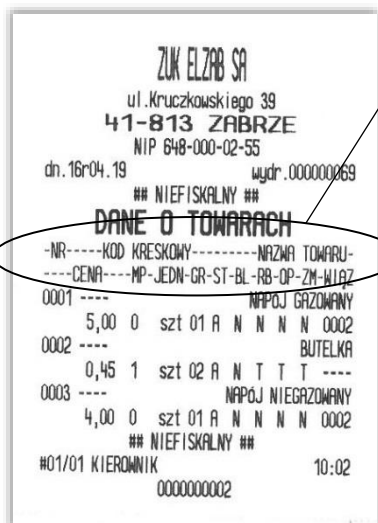 ZUK ELZAB SA
ul.Kruczkowskiego 39
41-813 ZABRZE
NIP 648-000-02-55
dn.16r04.19 wydr.000000069
## NIEFISKALNY ##
DANE O TOWARACH
-NR-----KOD KRESKOWY---------NAZWA TOWARU-
----CENA----MP-JEDN-GR-ST-BL-RB-OP-ZM-WIĄZ
0001 ---- NAPÓJ GAZOWANY
5,00 0 szt 01 A N N N N 0002
0002 ---- BUTELKA
0,45 1 szt 02 A N T T T ----
0003 ---- NAPÓJ NIEGAZOWANY
4,00 0 szt 01 A N N N N 0002
## NIEFISKALNY ##
#01/01 KIEROWNIK 10:02
0000000002